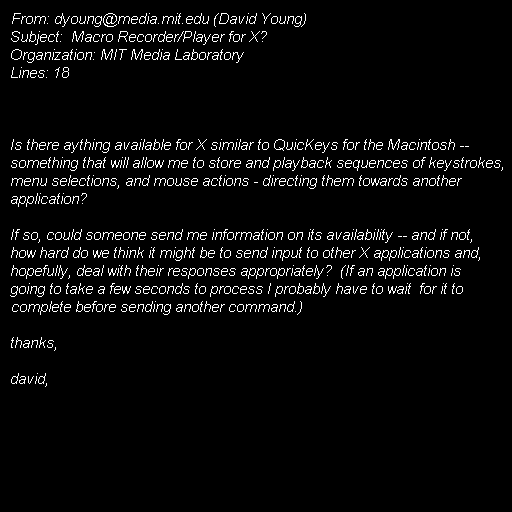 From: dyoung@media.mit.edu (David Young)
Subject:  Macro Recorder/Player for X?
Organization: MIT Media Laboratory
Lines: 18
Is there aything available for X similar to QuicKeys for the Macintosh --
something that will allow me to store and playback sequences of keystrokes,
menu selections, and mouse actions - directing them towards another
application?
If so, could someone send me information on its availability -- and if not,
how hard do we think it might be to send input to other X applications and,
hopefully, deal with their responses appropriately?  (If an application is
going to take a few seconds to process I probably have to wait  for it to
complete before sending another command.)
thanks,
david,